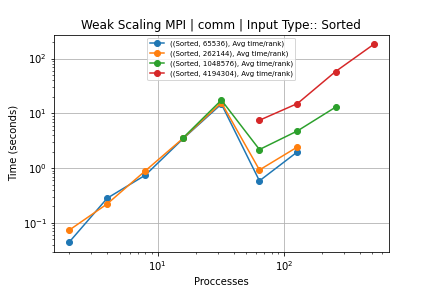 Weak Scaling MPI | comm | Input Type:: Sorted
((Sorted, 65536), Avg time/rank)
((Sorted, 262144), Avg time/rank)
((Sorted, 1048576), Avg time/rank)
((Sorted, 4194304), Avg time/rank)
Time (seconds)
10²
10¹
10⁰
10⁻¹
10¹ 10²
Proccesses